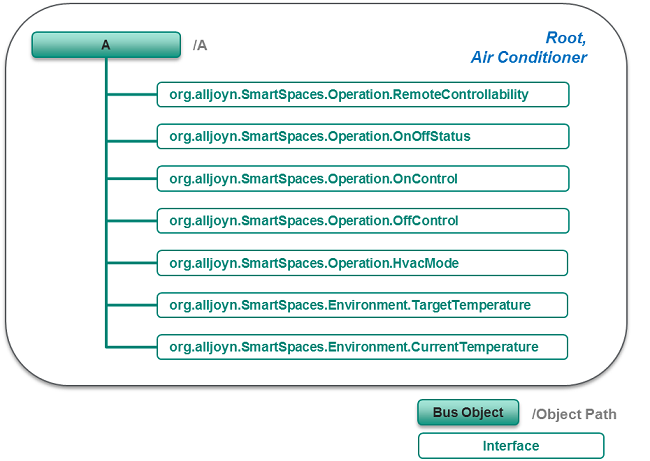 A /A
Root,
Air Conditioner
org.alljoyn.SmartSpaces.Operation.RemoteControllability
org.alljoyn.SmartSpaces.Operation.OnOffStatus
org.alljoyn.SmartSpaces.Operation.OnControl
org.alljoyn.SmartSpaces.Operation.OffControl
org.alljoyn.SmartSpaces.Operation.HvacMode
org.alljoyn.SmartSpaces.Environment.TargetTemperature
org.alljoyn.SmartSpaces.Environment.CurrentTemperature
Bus Object /Object Path
Interface